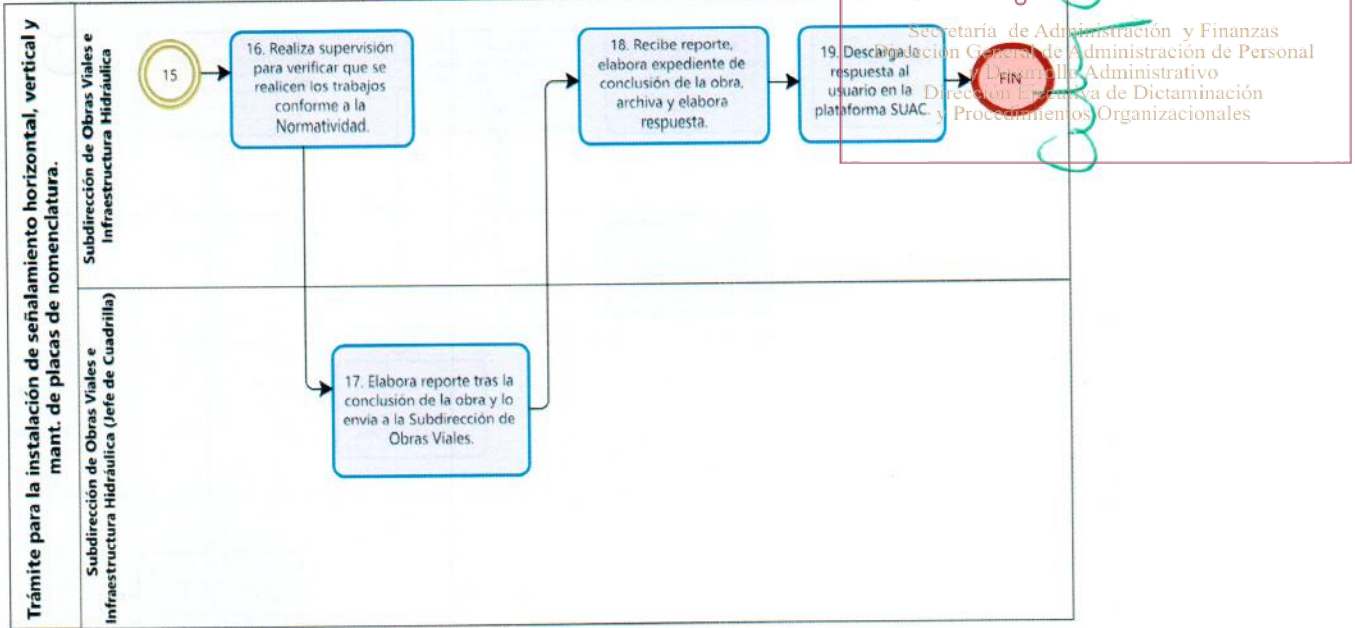 Trámite para la instalación de señalamiento horizontal, vertical y
mant. de placas de nomenclatura.
Subdirección de Obras Viales e
Infraestructura Hidráulica
15
16. Realiza supervisión
para verificar que se
realicen los trabajos
conforme a la
Normatividad.
18. Recibe reporte,
elabora expediente de
conclusión de la obra,
archiva y elabora
respuesta.
19. Descarga la
respuesta al
usuario en la
plataforma SUAC
FIN
Secretaría de Administración y Finanzas
Dirección General de Administración de Personal
y Desarrollo Administrativo
Dirección Ejecutiva de Dictaminación
y Procedimientos Organizacionales
Subdirección de Obras Viales e
Infraestructura Hidráulica (Jefe de Cuadrilla)
17. Elabora reporte tras la
conclusión de la obra y lo
envía a la Subdirección de
Obras Viales.